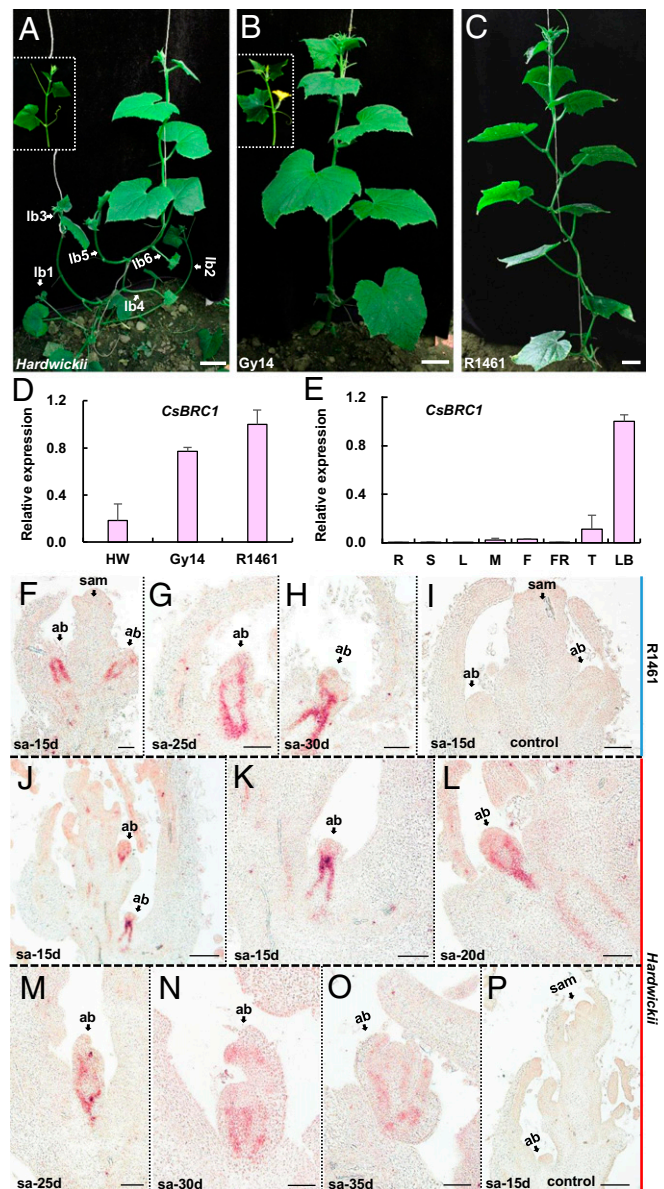 A
B
C
lb3
lb5
lb6
lb2
lb1
lb4
Hardwickii
Gy14
R1461
D
CsBRC1
Relative expression
1.2
0.8
0.4
0.0
HW Gy14 R1461
E
CsBRC1
Relative expression
1.2
0.8
0.4
0.0
R S L M F FR T LB
F
sam
ab
ab
sa-15d
G
ab
sa-25d
H
ab
sa-30d
I
sam
ab
ab
sa-15d control
R1461
J
ab
ab
sa-15d
K
ab
sa-15d
L
ab
sa-20d
Hardwickii
M
ab
sa-25d
N
ab
sa-30d
O
ab
sa-35d
P
sam
ab
sa-15d control